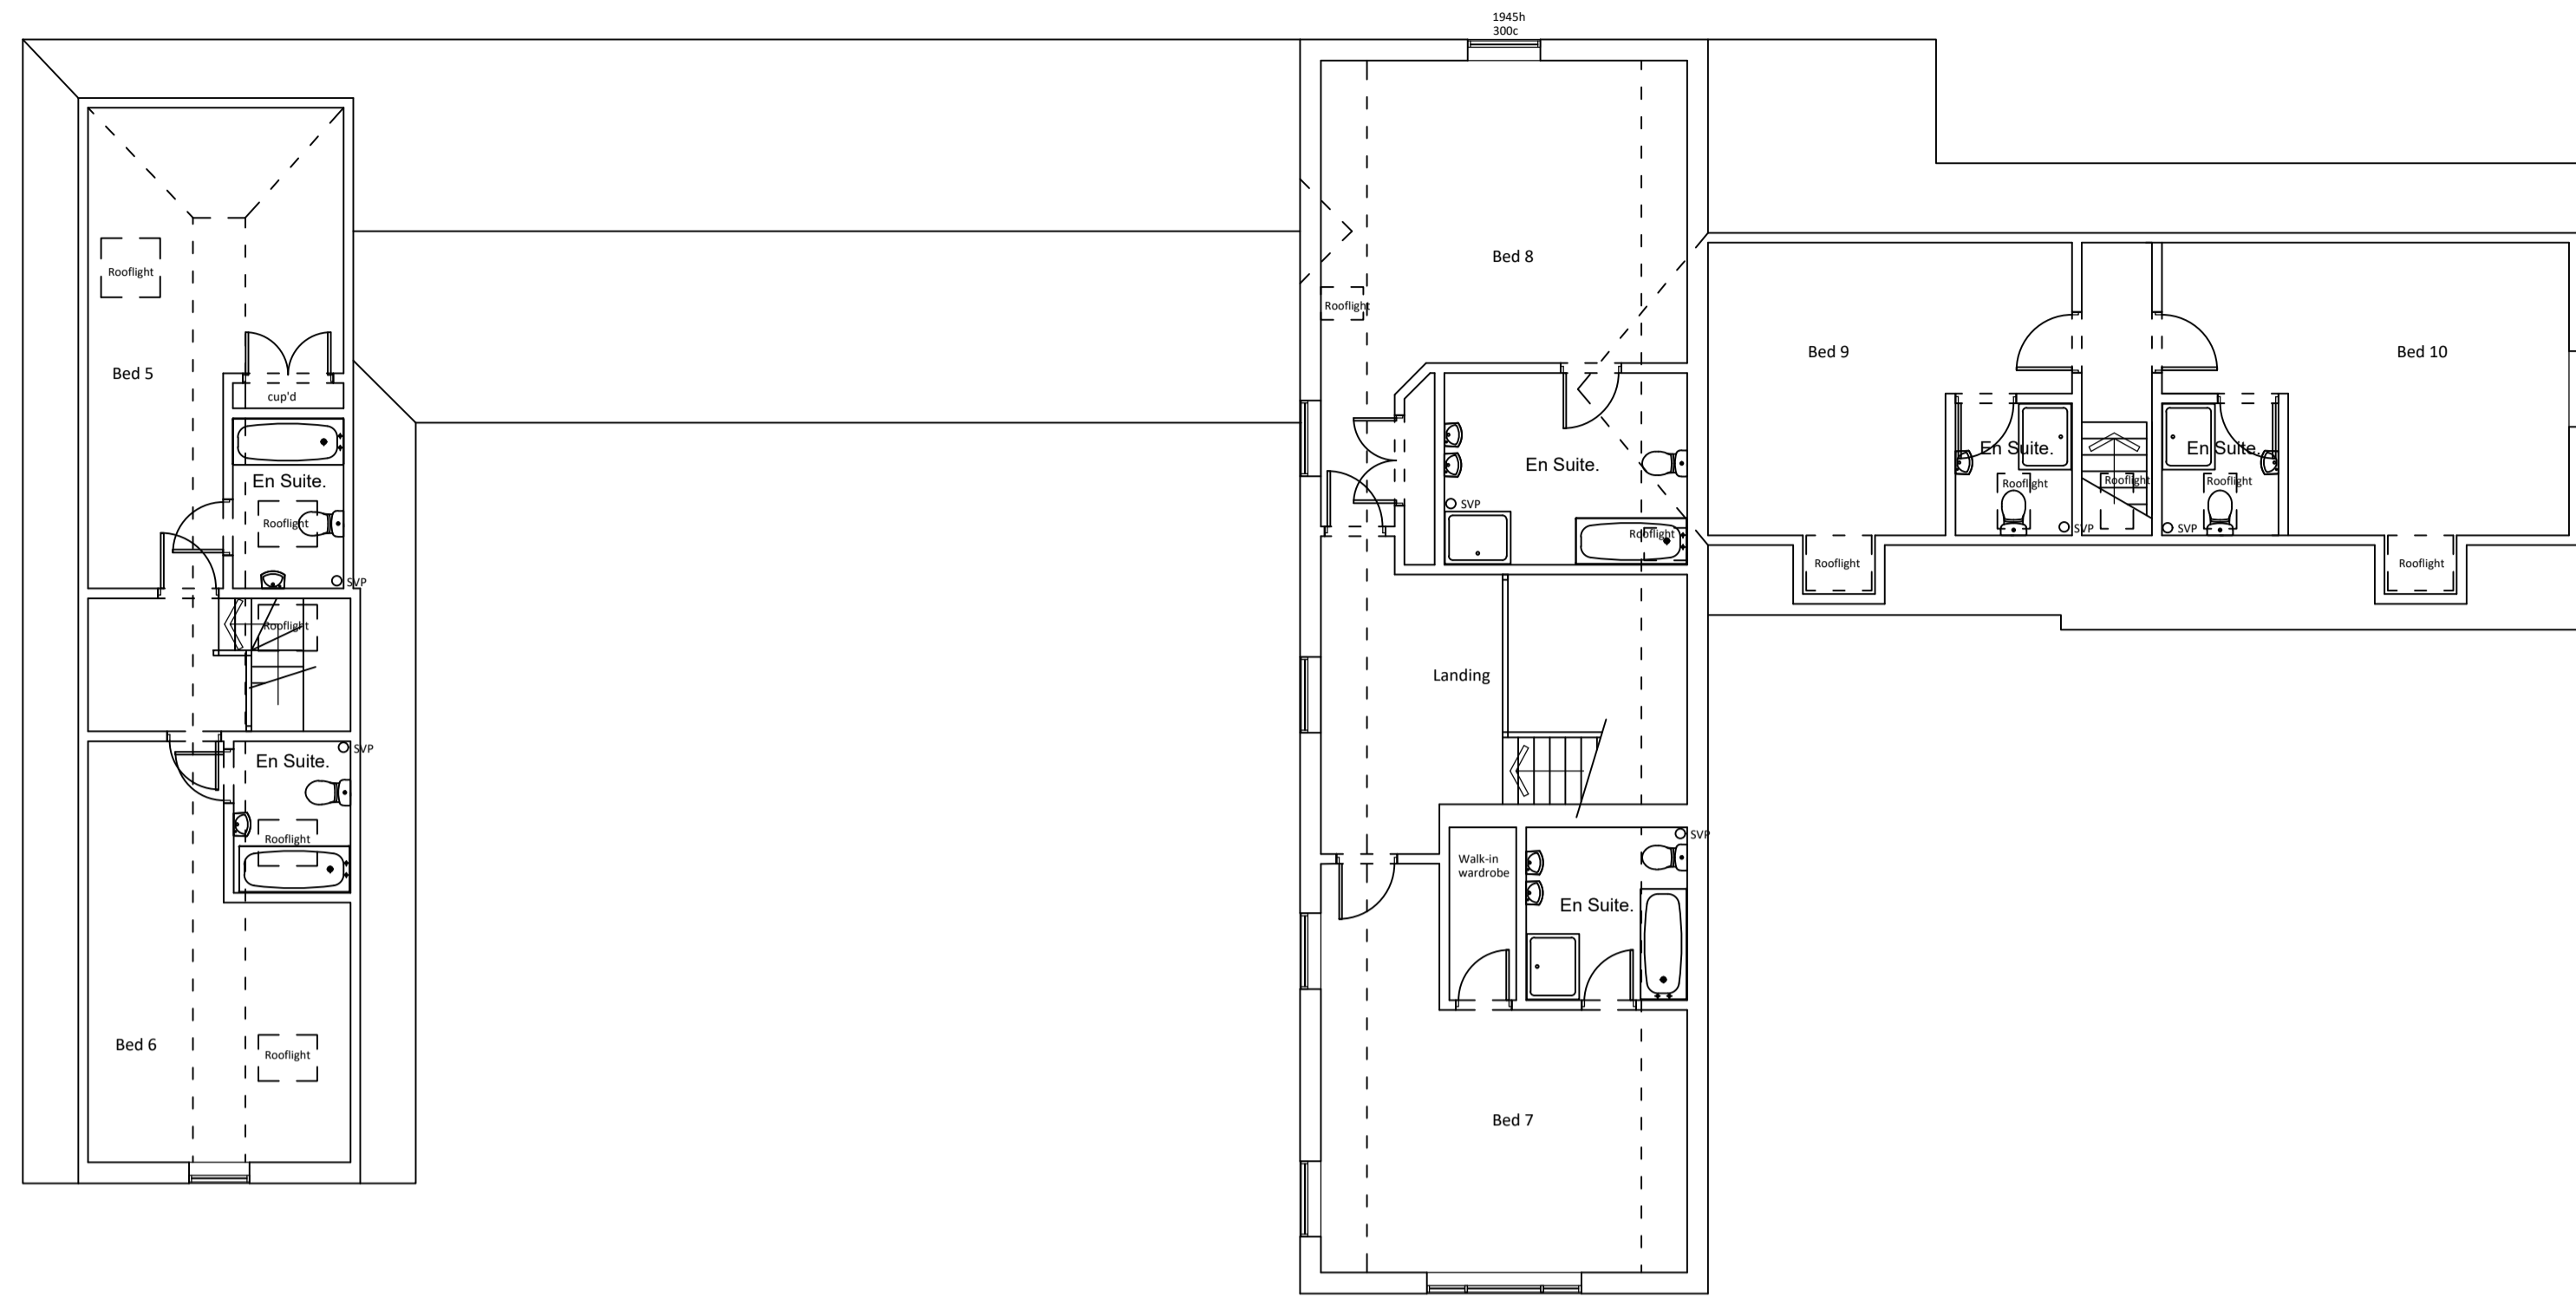 1945h
300c
Rooflight
Bed 5
cup'd
En Suite.
Rooflight
SVP
Rooflight
SVP
En Suite.
Rooflight
Bed 6
Rooflight
Bed 8
Rooflight
En Suite.
SVP
Rooflight
Landing
SVP
Walk-in
wardrobe
En Suite.
Bed 7
Bed 9
En Suite.
Rooflight
SVP
Rooflight
Rooflight
Bed 10
En Suite.
Rooflight
SVP
Rooflight